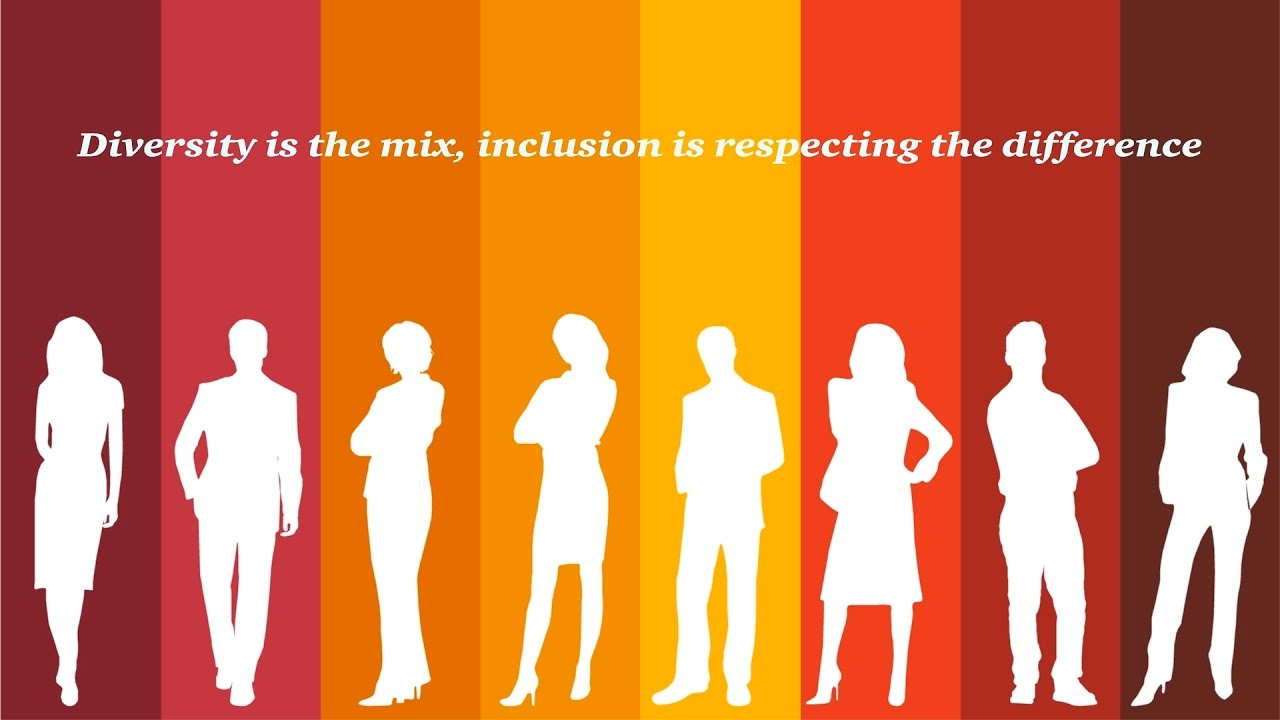 Diversity is the mix, inclusion is respecting the difference